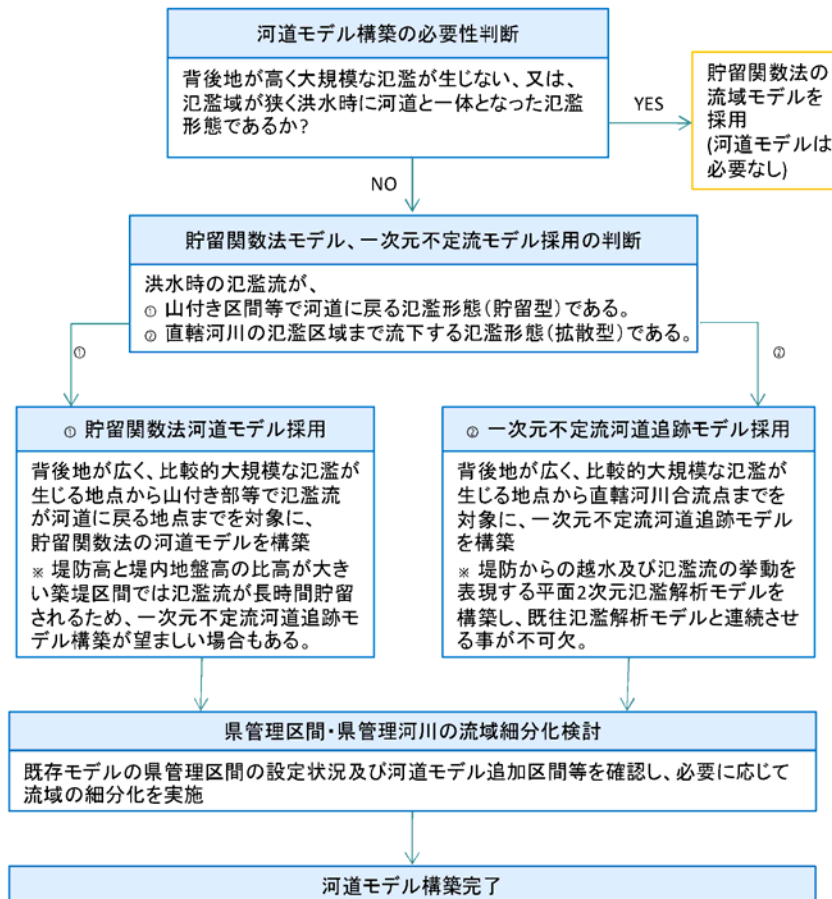 河道モデル構築の必要性判断
背後地が高く大規模な氾濫が生じない、又は、
氾濫域が狭く洪水時に河道と一体となった氾濫
形態であるか?
YES
貯留関数法の
流域モデルを
採用
(河道モデルは
必要なし)
NO
貯留関数法モデル、一次元不定流モデル採用の判断
洪水時の氾濫流が、
① 山付き区間等で河道に戻る氾濫形態(貯留型)である。
② 直轄河川の氾濫区域まで流下する氾濫形態(拡散型)である。
①
②
① 貯留関数法河道モデル採用
背後地が広く、比較的大規模な氾濫が
生じる地点から山付き部等で氾濫流
が河道に戻る地点までを対象に、
貯留関数法の河道モデルを構築
※ 堤防高と堤内地盤高の比高が大き
い築堤区間では氾濫流が長時間貯留
されるため、一次元不定流河道追跡モ
デル構築が望ましい場合もある。
② 一次元不定流河道追跡モデル採用
背後地が広く、比較的大規模な氾濫が
生じる地点から直轄河川合流点までを
対象に、一次元不定流河道追跡モデル
を構築
※ 堤防からの越水及び氾濫流の挙動を
表現する平面2次元氾濫解析モデルを
構築し、既往氾濫解析モデルと連続させ
る事が不可欠。
県管理区間・県管理河川の流域細分化検討
既存モデルの県管理区間の設定状況及び河道モデル追加区間等を確認し、必要に応じて
流域の細分化を実施
河道モデル構築完了